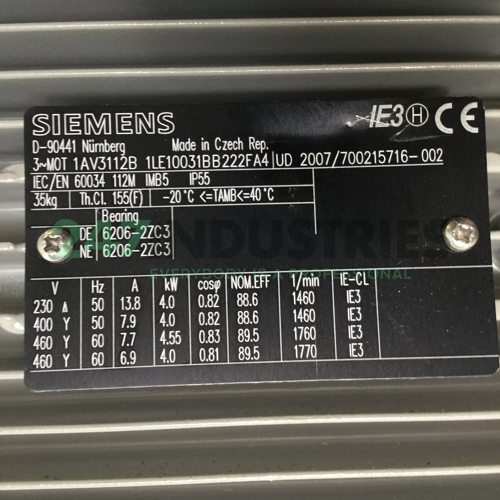 SIEMENS IE3 H CE
D-90441 Nürnberg Made in Czech Rep.
3~MOT 1AV3112B 1LE10031BB222FA4 UD 2007/700215716-002
IEC/EN 60034 112M IMB5 IP55
35kg Th.Cl. 155(F) -20°C <=TAMB<=40°C
Bearing
DE 6206-2ZC3
NE 6206-2ZC3
INDUSTRIES
V Hz A kW cosφ NOM.EFF 1/min IE-CL
230 Δ 50 13.8 4.0 0.82 88.6 1460 IE3
400 Y 50 7.9 4.0 0.82 88.6 1460 IE3
460 Y 60 7.7 4.55 0.83 89.5 1760 IE3
460 Y 60 6.9 4.0 0.81 89.5 1770 IE3